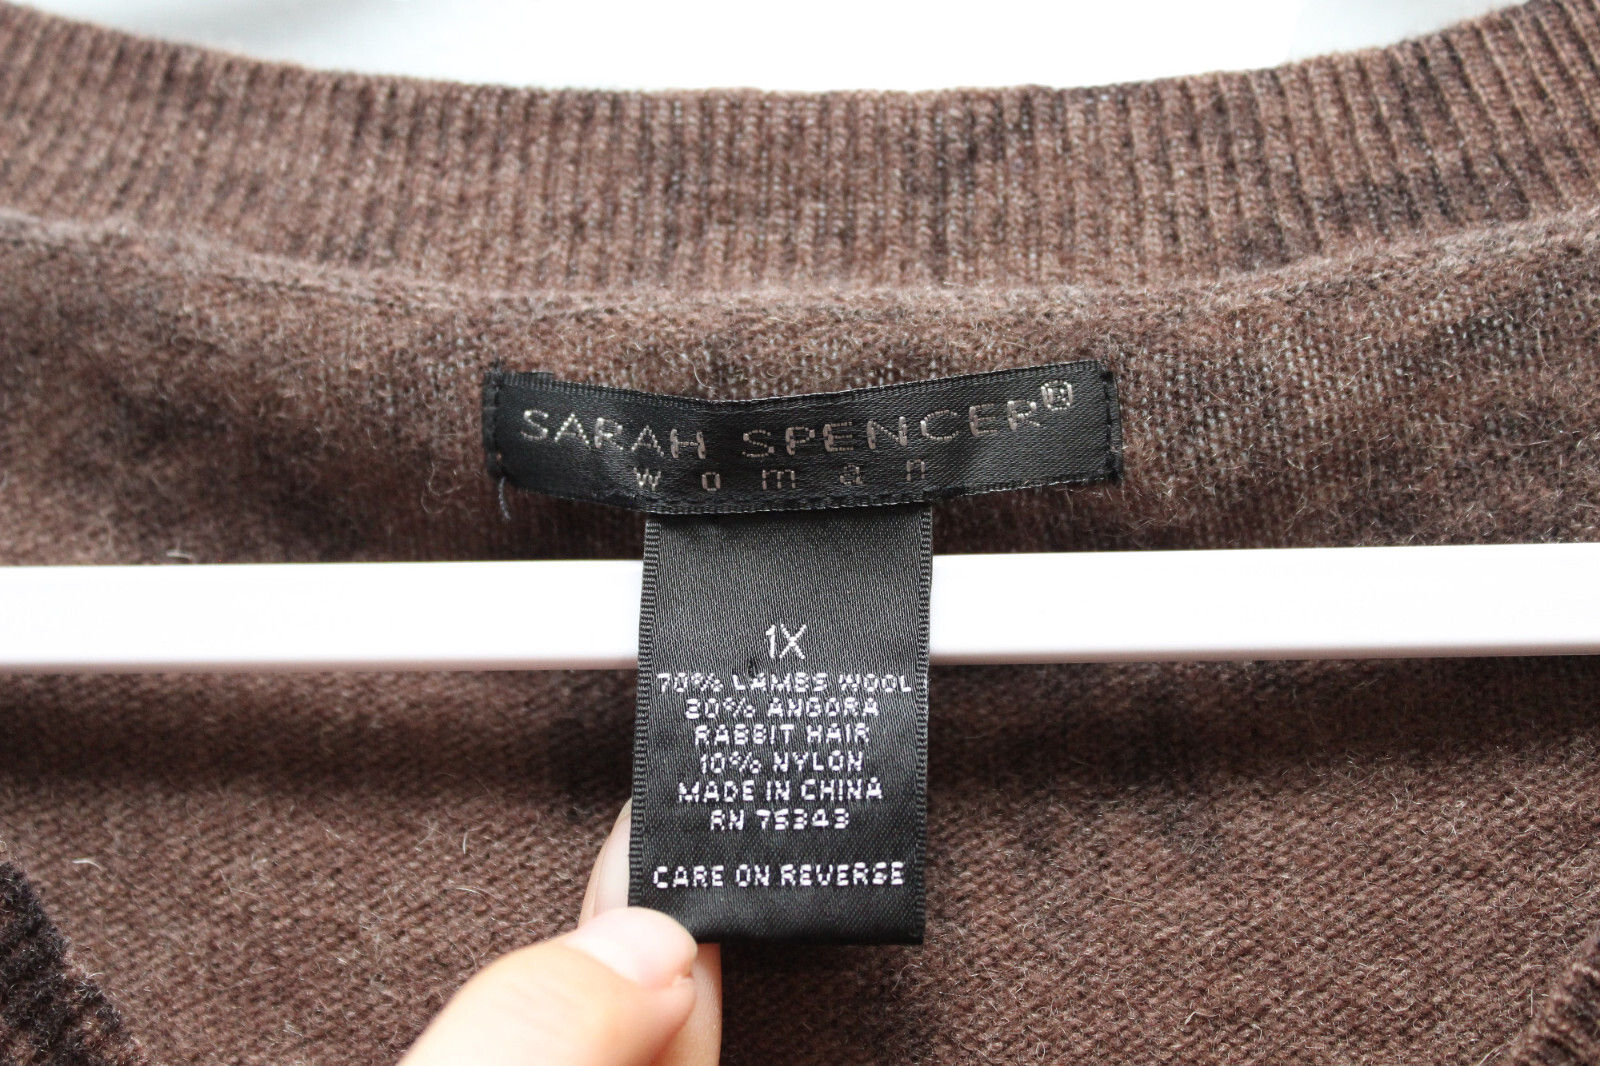 SARAH SPENCER®
woman
1X
70% LAMBS WOOL
20% ANGORA
RABBIT HAIR
10% NYLON
MADE IN CHINA
RN 75343
CARE ON REVERSE